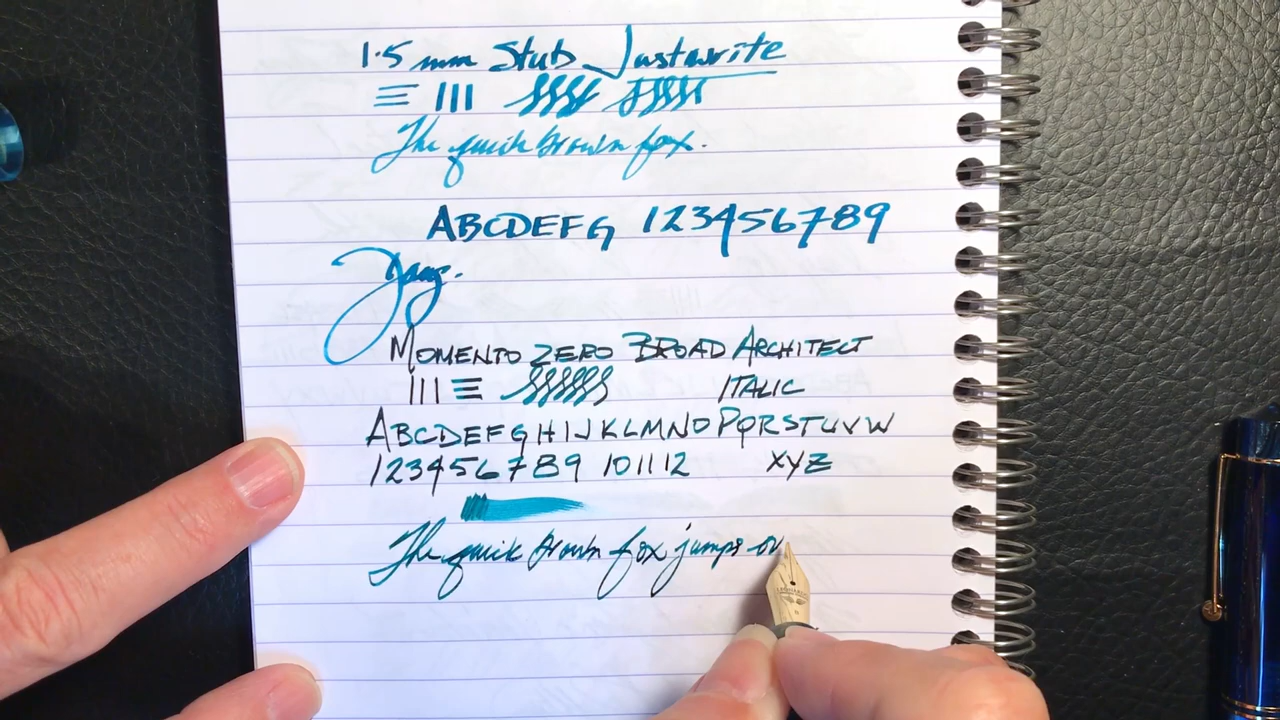 1.5 mm Stub Justwrite
The quick brown fox.
ABCDEFG 123456789
MOMENTO ZERO BROAD ARCHITECT
ITALIC
ABCDEFGHIJKLMNOPQRSTUVW
123456789 10 11 12 XYZ
The quick brown fox jumps ov